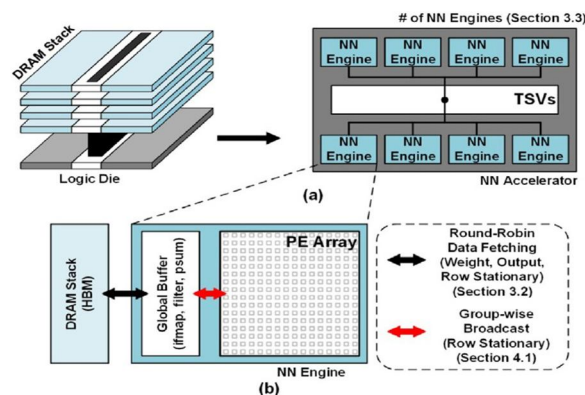 DRAM Stack
Logic Die
# of NN Engines (Section 3.3)
NN
Engine
NN
Engine
NN
Engine
NN
Engine
TSVs
NN
Engine
NN
Engine
NN
Engine
NN
Engine
NN Accelerator
(a)
DRAM Stack
(HBM)
Global Buffer
(ifmap, filter, psum)
PE Array
NN Engine
(b)
Round-Robin
Data Fetching
(Weight, Output,
Row Stationary)
(Section 3.2)
Group-wise
Broadcast
(Row Stationary)
(Section 4.1)